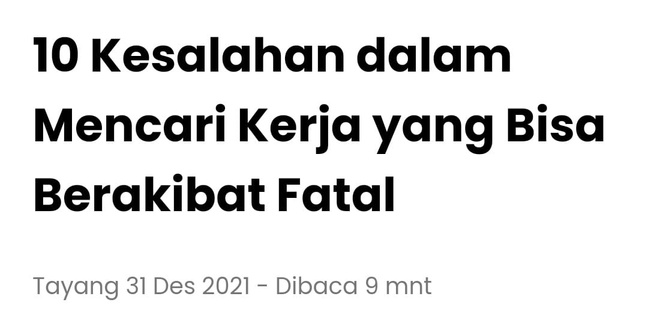 10 Kesalahan dalam
Mencari Kerja yang Bisa
Berakibat Fatal
Tayang 31 Des 2021 - Dibaca 9 mnt